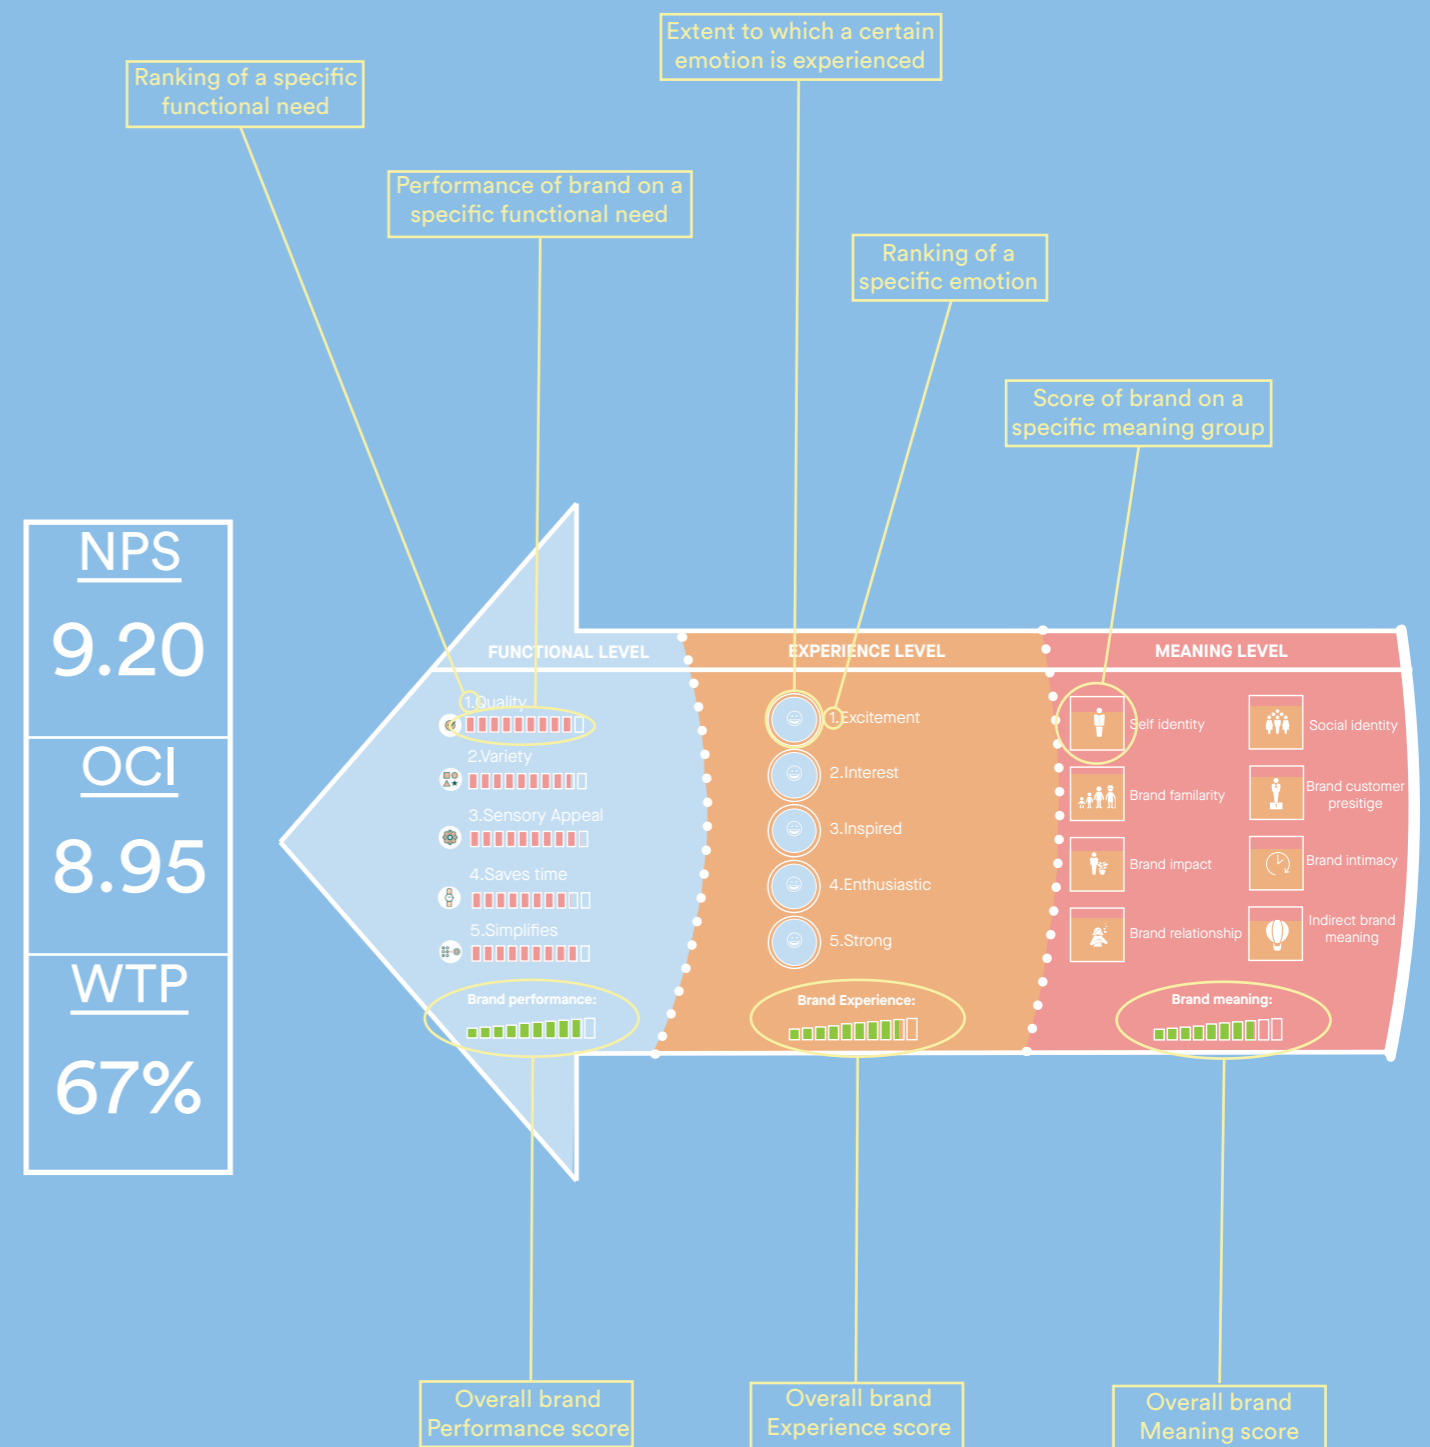 Extent to which a certain
emotion is experienced
Ranking of a specific
functional need
Performance of brand on a
specific functional need
Ranking of a
specific emotion
Score of brand on a
specific meaning group
NPS
9.20
OCI
8.95
WTP
67%
FUNCTIONAL LEVEL
1.Quality
2.Variety
3.Sensory Appeal
4.Saves time
5.Simplifies
Brand performance:
EXPERIENCE LEVEL
1.Excitement
2.Interest
3.Inspired
4.Enthusiastic
5.Strong
Brand Experience:
MEANING LEVEL
Self identity
Social identity
Brand familarity
Brand customer
presitige
Brand impact
Brand intimacy
Brand relationship
Indirect brand
meaning
Brand meaning:
Overall brand
Performance score
Overall brand
Experience score
Overall brand
Meaning score